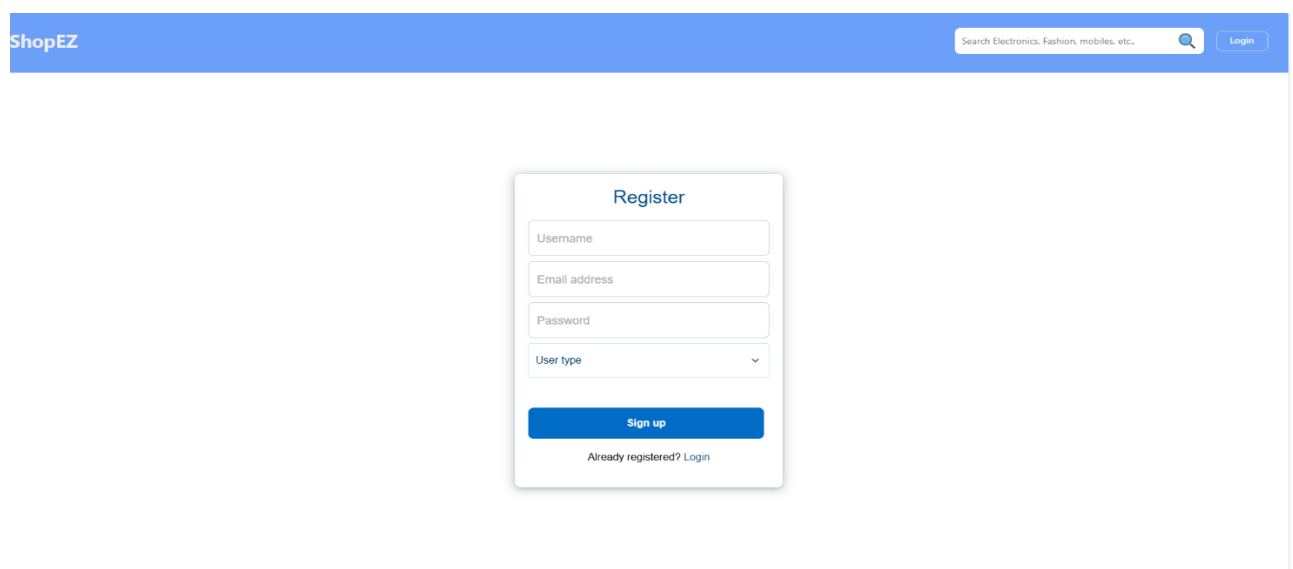 ShopEZ
Search Electronics, Fashion, mobiles, etc.,
Login
Register
Username
Email address
Password
User type
Sign up
Already registered? Login